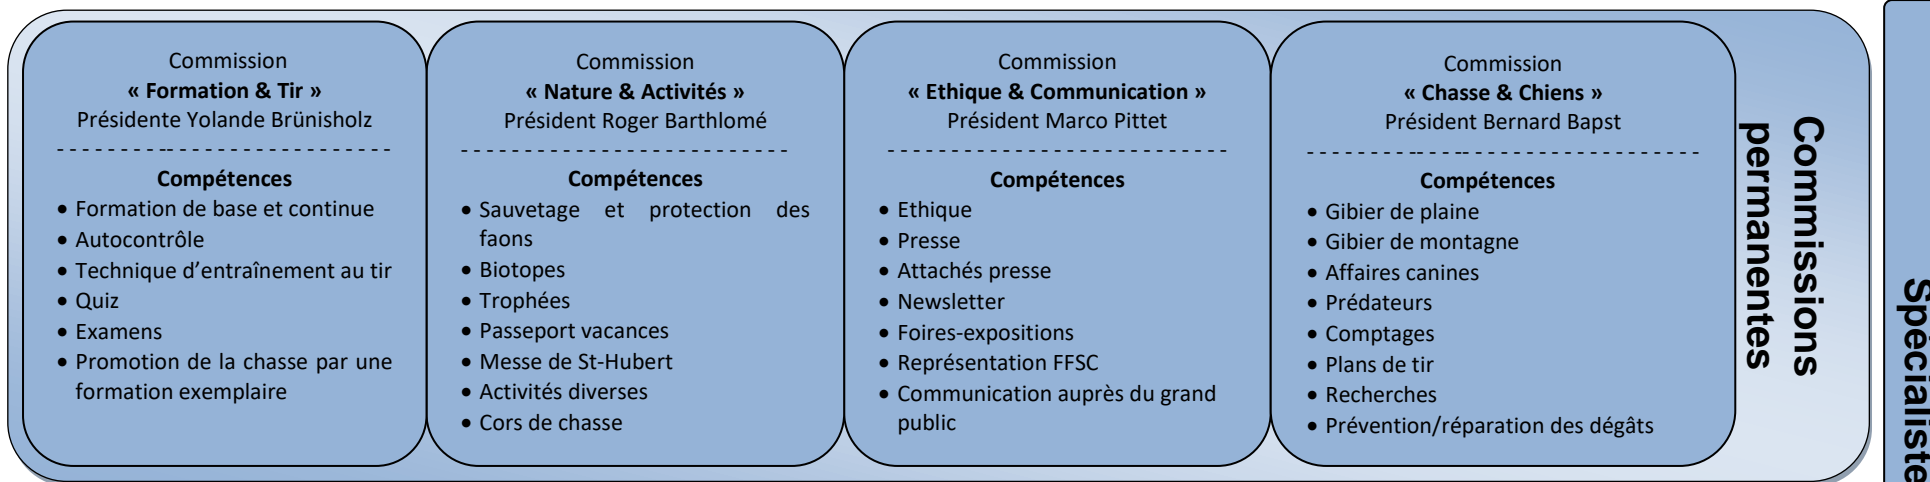 Commission
« Formation & Tir »
Présidente Yolande Brünisholz
Compétences
• Formation de base et continue
• Autocontrôle
• Technique d'entraînement au tir
• Quiz
• Examens
• Promotion de la chasse par une
formation exemplaire
Commission
« Nature & Activités »
Président Roger Barthlomé
Compétences
• Sauvetage et protection des
faons
• Biotopes
• Trophées
• Passeport vacances
• Messe de St-Hubert
• Activités diverses
• Cors de chasse
Commission
« Ethique & Communication »
Président Marco Pittet
Compétences
• Ethique
• Presse
• Attachés presse
• Newsletter
• Foires-expositions
• Représentation FFSC
• Communication auprès du grand
public
Commission
« Chasse & Chiens »
Président Bernard Bapst
Compétences
• Gibier de plaine
• Gibier de montagne
• Affaires canines
• Prédateurs
• Comptages
• Plans de tir
• Recherches
• Prévention/réparation des dégâts
Commissions
permanentes
Spécialiste